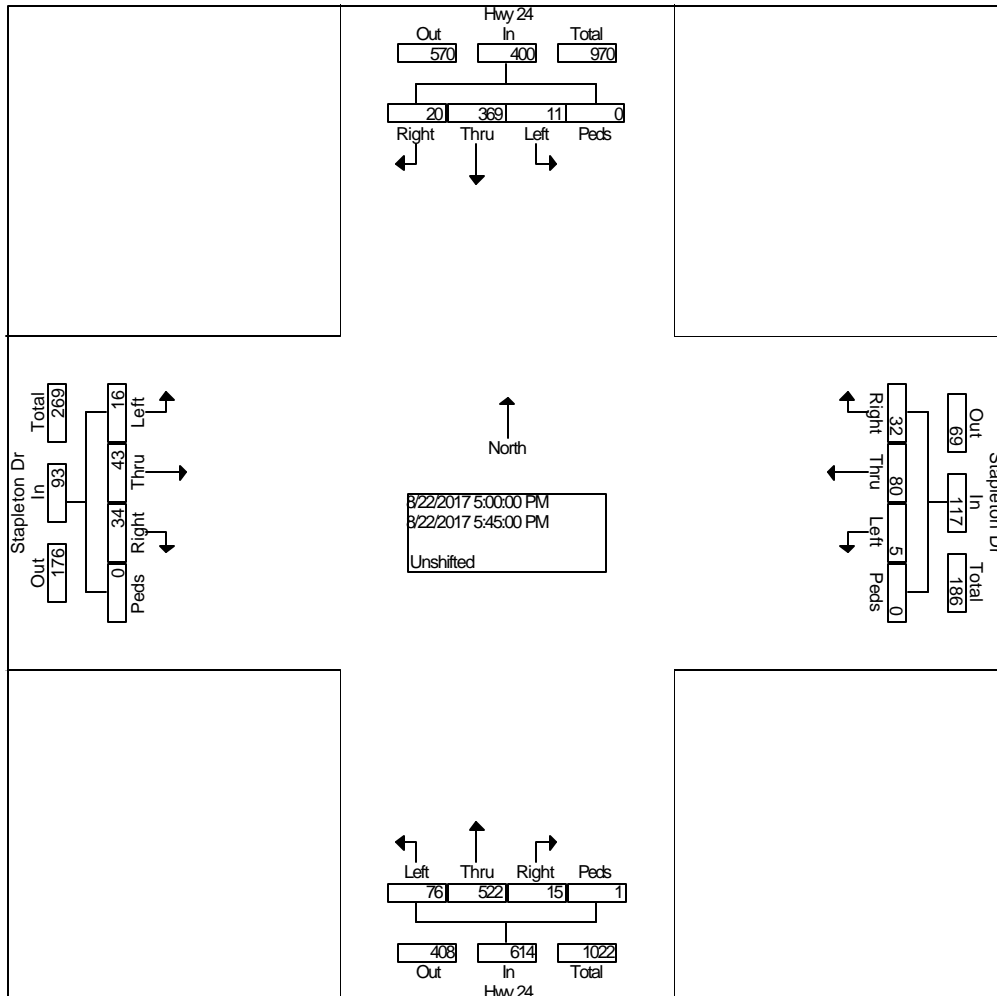 Hwy 24
Out In Total
570 400 970
20 369 11 0
Right Thru Left Peds
Stapleton Dr
Total In Out
269 93 176
16 43 34 0
Left Thru Right Peds
North
8/22/2017 5:00:00 PM
8/22/2017 5:45:00 PM
Unshifted
Right Thru Left Peds
32 80 5 0
Out In Total
69 117 186
Stapleton Dr
Left Thru Right Peds
76 522 15 1
408 614 1022
Out In Total
Hwy 24